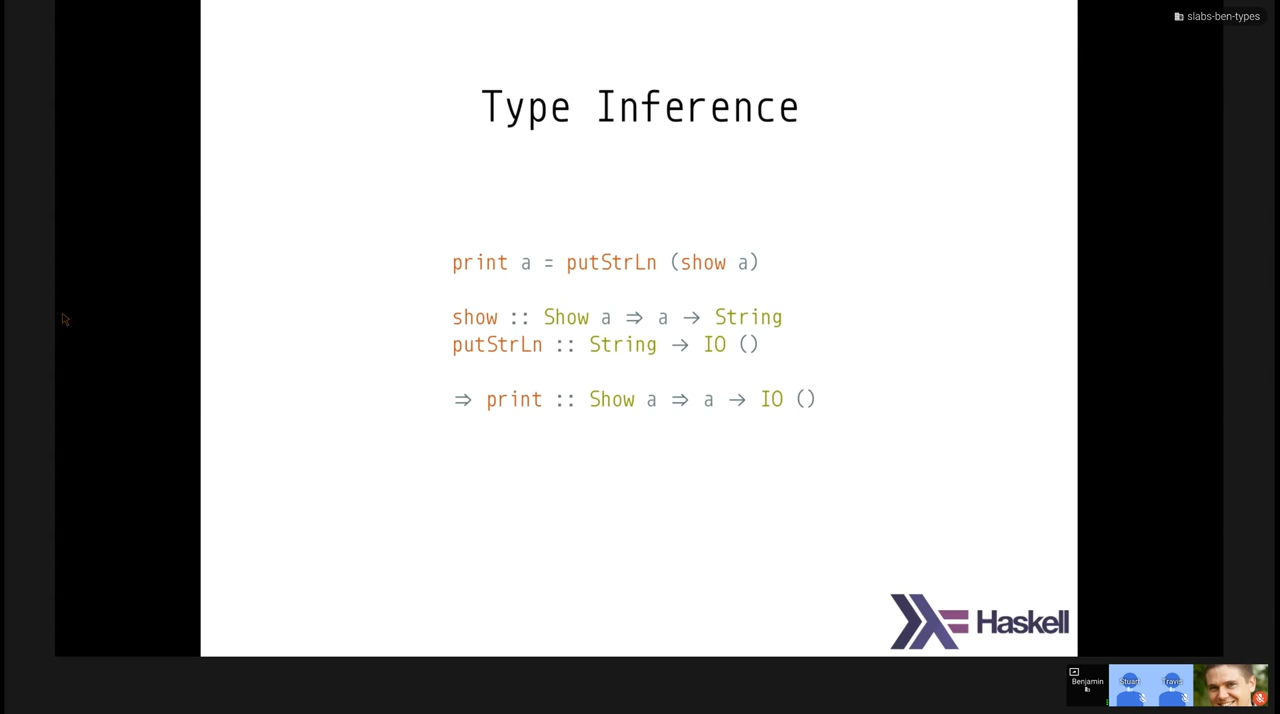 slabs-ben-types
Type Inference
print a = putStrLn (show a)
show :: Show a ⇒ a → String
putStrLn :: String → IO ()
⇒ print :: Show a ⇒ a → IO ()
Haskell
Benjamin
Stuart
Travis